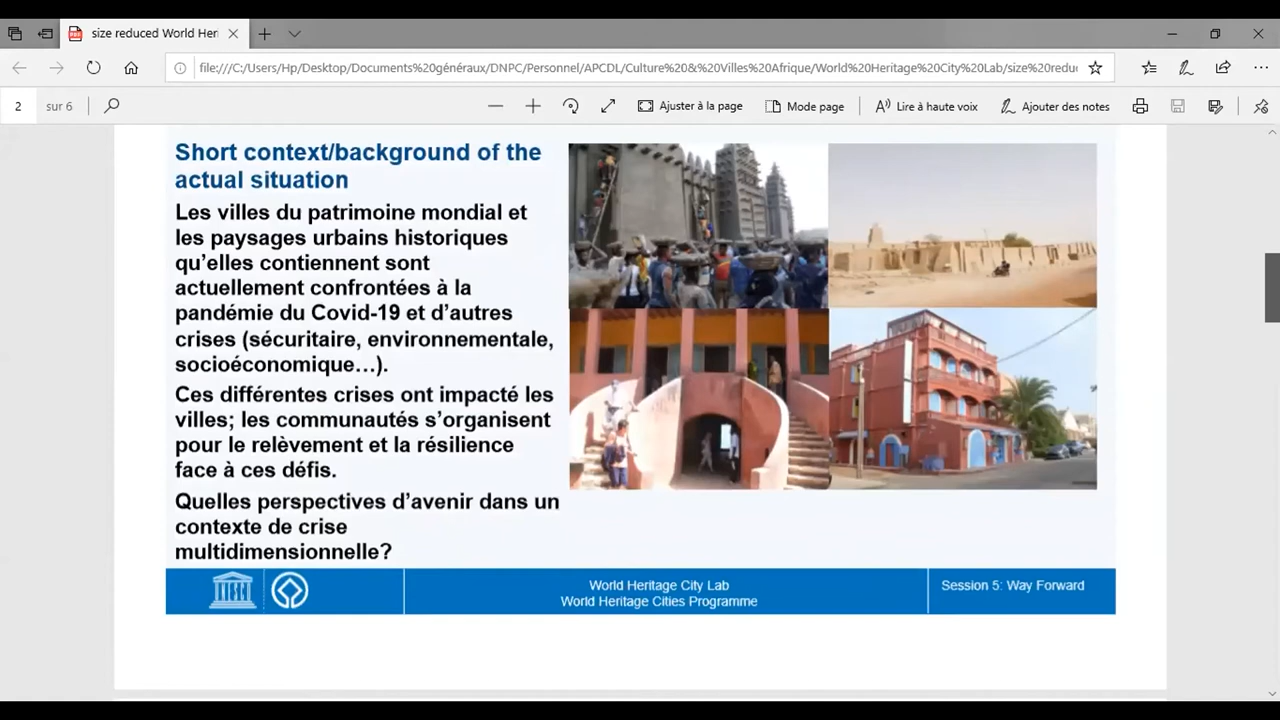 size reduced World Her
file:///C:/Users/Hp/Desktop/Documents%20généraux/DNPC/Personnel/APCDL/Culture%20&%20Villes%20Afrique/World%20Heritage%20City%20Lab/size%20redu
2 sur 6
Ajuster à la page
Mode page
Lire à haute voix
Ajouter des notes
Short context/background of the
actual situation
Les villes du patrimoine mondial et
les paysages urbains historiques
qu’elles contiennent sont
actuellement confrontées à la
pandémie du Covid-19 et d’autres
crises (sécuritaire, environnementale,
socioéconomique…).
Ces différentes crises ont impacté les
villes; les communautés s’organisent
pour le relèvement et la résilience
face à ces défis.
Quelles perspectives d’avenir dans un
contexte de crise
multidimensionnelle?
World Heritage City Lab
World Heritage Cities Programme
Session 5: Way Forward